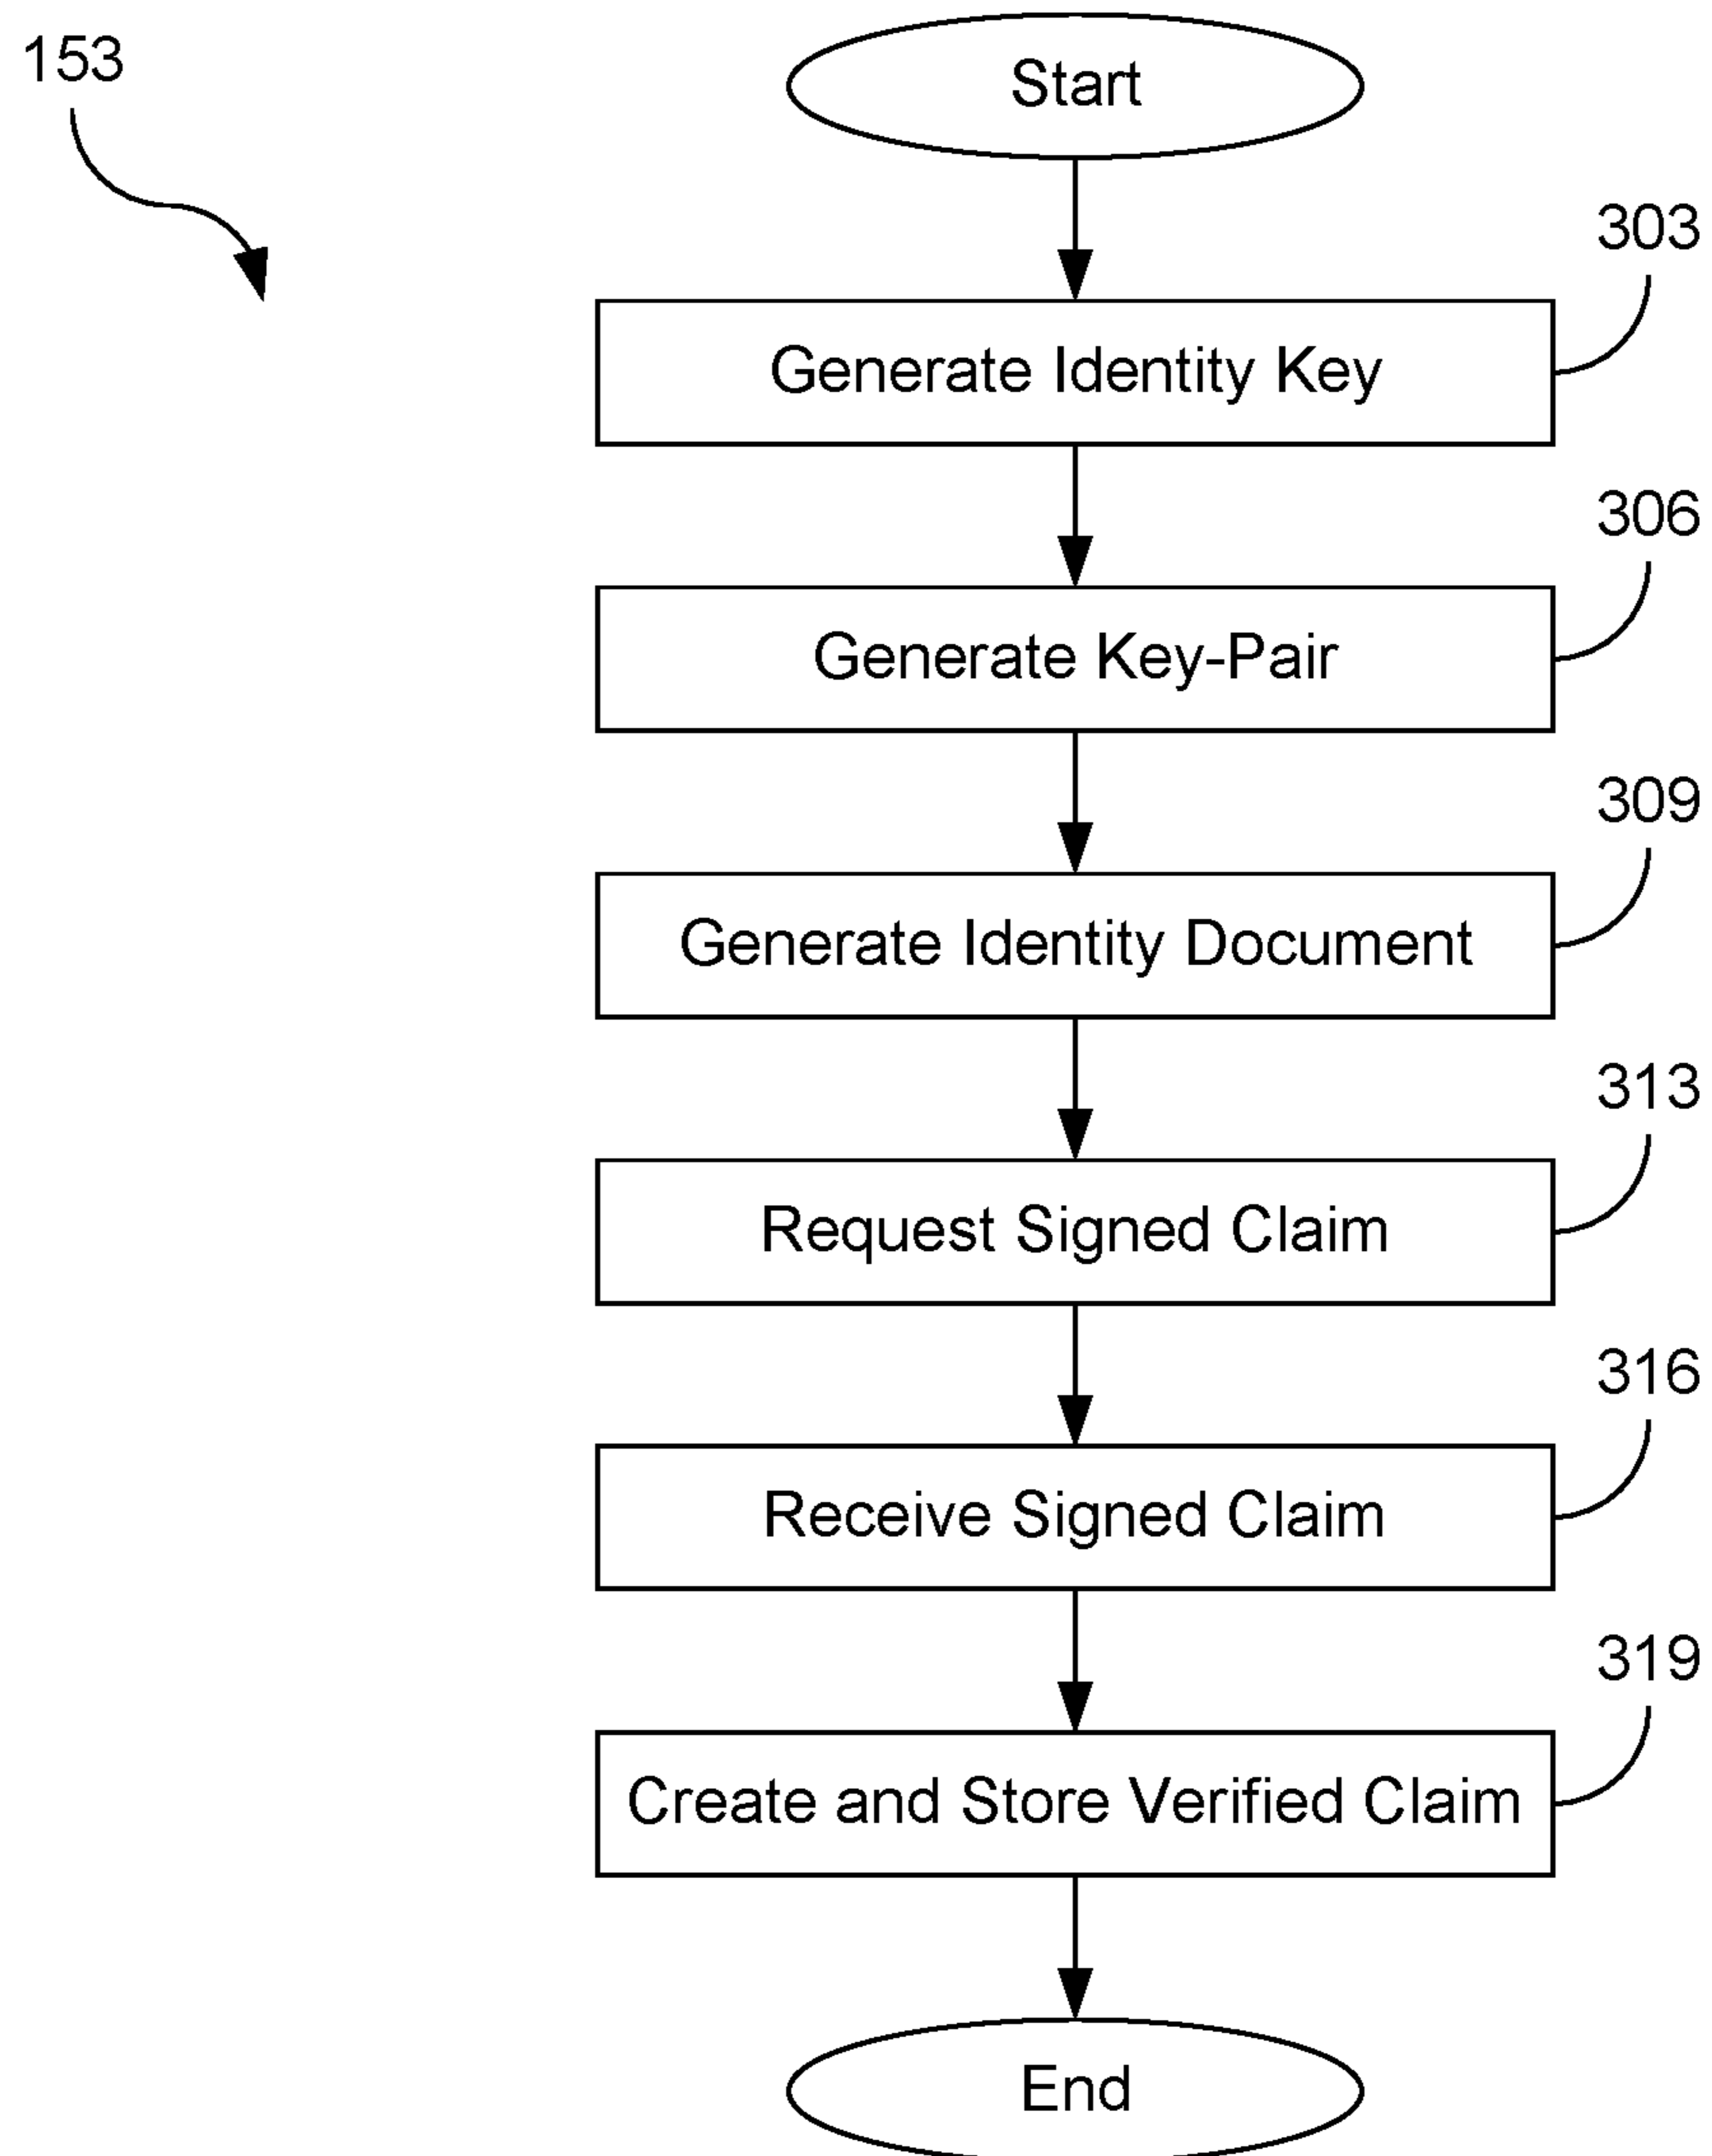 153
Start
303
Generate Identity Key
306
Generate Key-Pair
309
Generate Identity Document
313
Request Signed Claim
316
Receive Signed Claim
319
Create and Store Verified Claim
End